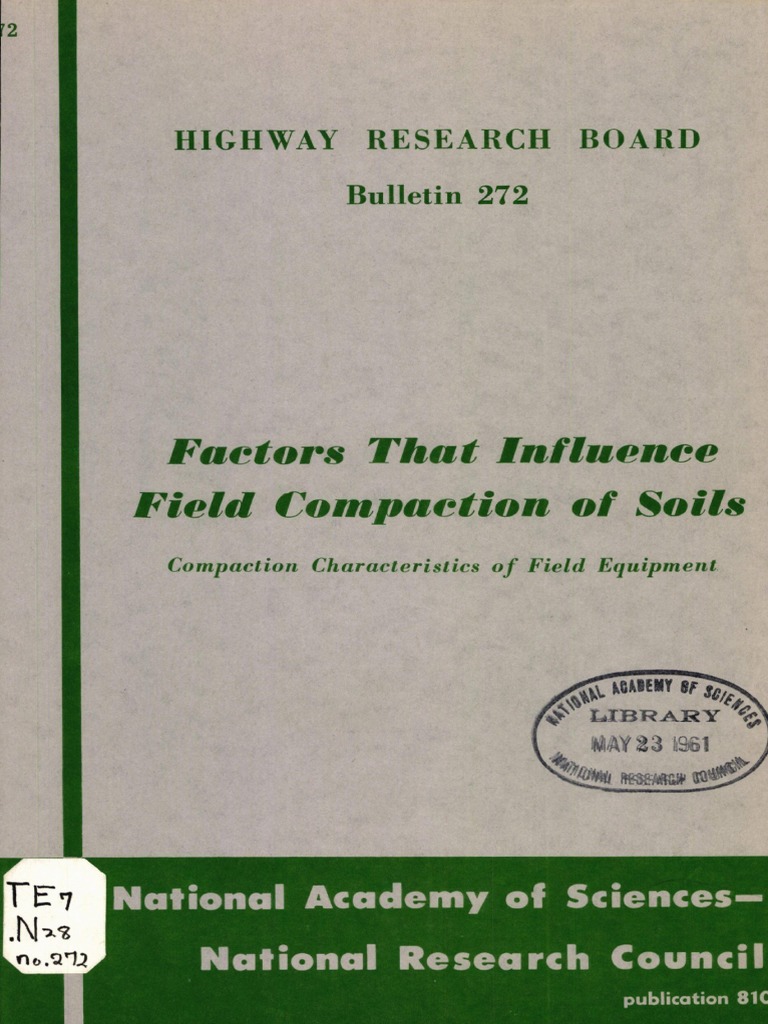 72
HIGHWAY RESEARCH BOARD
Bulletin 272
Factors That Influence
Field Compaction of Soils
Compaction Characteristics of Field Equipment
NATIONAL ACADEMY OF SCIENCES
LIBRARY
MAY 23 1961
NATIONAL RESEARCH COUNCIL
TE7
.N28
no.272
National Academy of Sciences—
National Research Council
publication 810